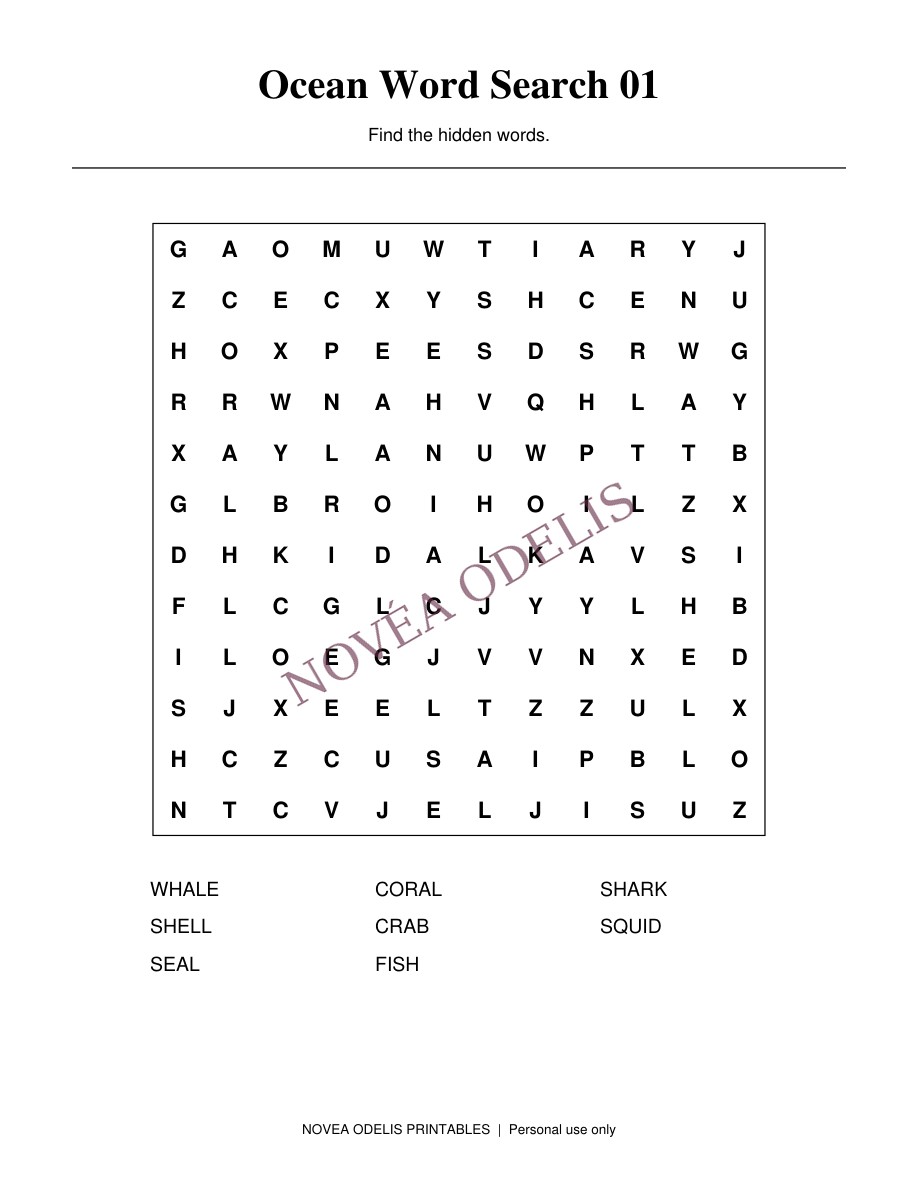 Ocean Word Search 01
Find the hidden words.
G A O M U W T I A R Y J
Z C E C X Y S H C E N U
H O X P E E S D S R W G
R R W N A H V Q H L A Y
X A Y L A N U W P T T B
G L B R O I H O I L Z X
D H K I D A L K A V S I
F L C G L C J Y Y L H B
I L O E G J V V N X E D
S J X E E L T Z Z U L X
H C Z C U S A I P B L O
N T C V J E L J I S U Z
NOVÉA ODELIS
WHALE CORAL SHARK
SHELL CRAB SQUID
SEAL FISH
NOVEA ODELIS PRINTABLES | Personal use only